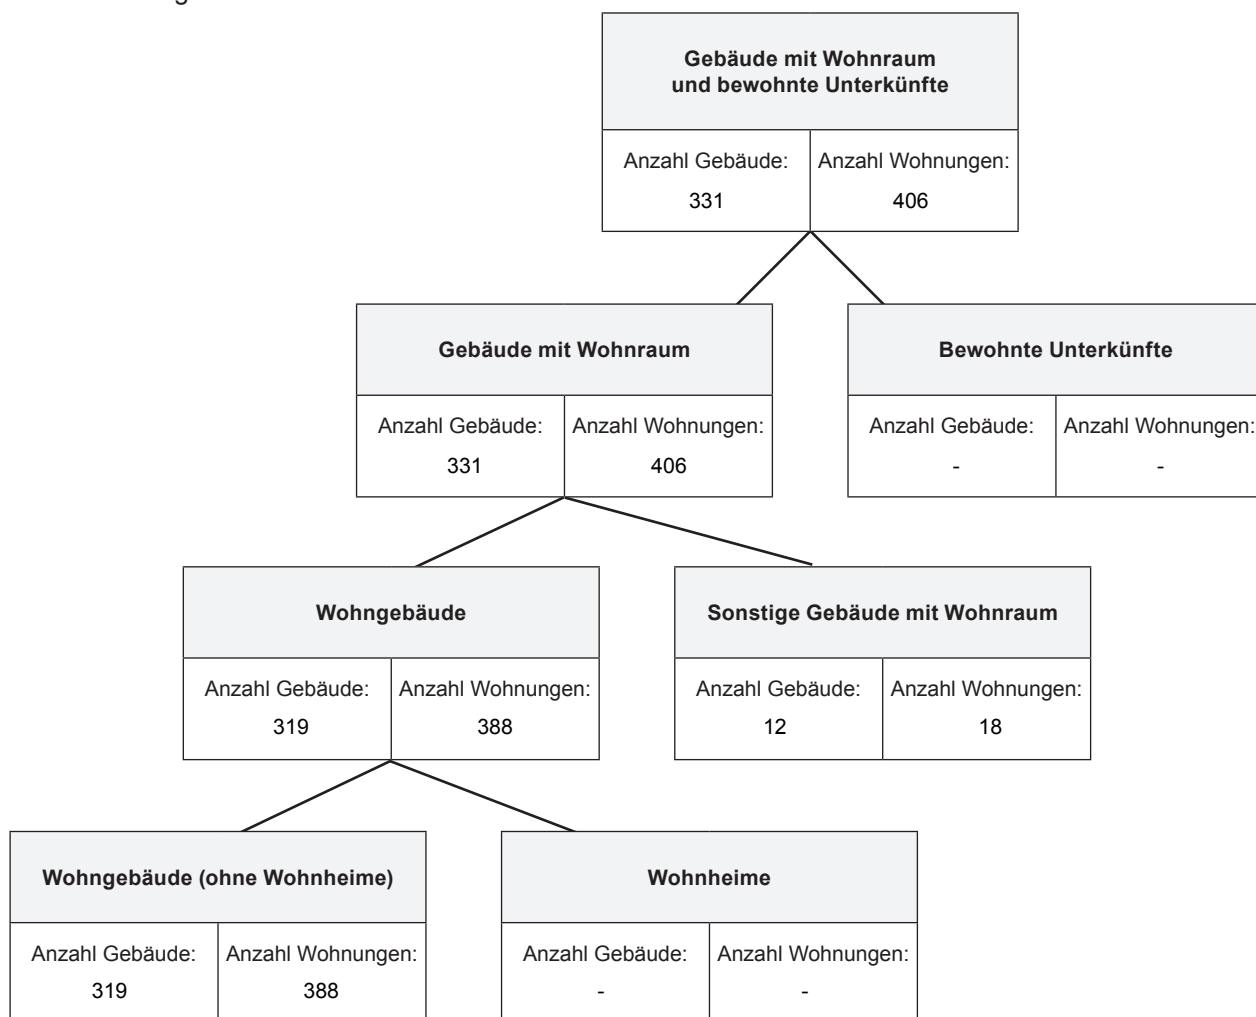 Gebäude mit Wohnraum
und bewohnte Unterkünfte
Anzahl Gebäude: Anzahl Wohnungen:
331 406
Gebäude mit Wohnraum
Anzahl Gebäude: Anzahl Wohnungen:
331 406
Bewohnte Unterkünfte
Anzahl Gebäude: Anzahl Wohnungen:
- -
Wohngebäude
Anzahl Gebäude: Anzahl Wohnungen:
319 388
Sonstige Gebäude mit Wohnraum
Anzahl Gebäude: Anzahl Wohnungen:
12 18
Wohngebäude (ohne Wohnheime)
Anzahl Gebäude: Anzahl Wohnungen:
319 388
Wohnheime
Anzahl Gebäude: Anzahl Wohnungen:
- -